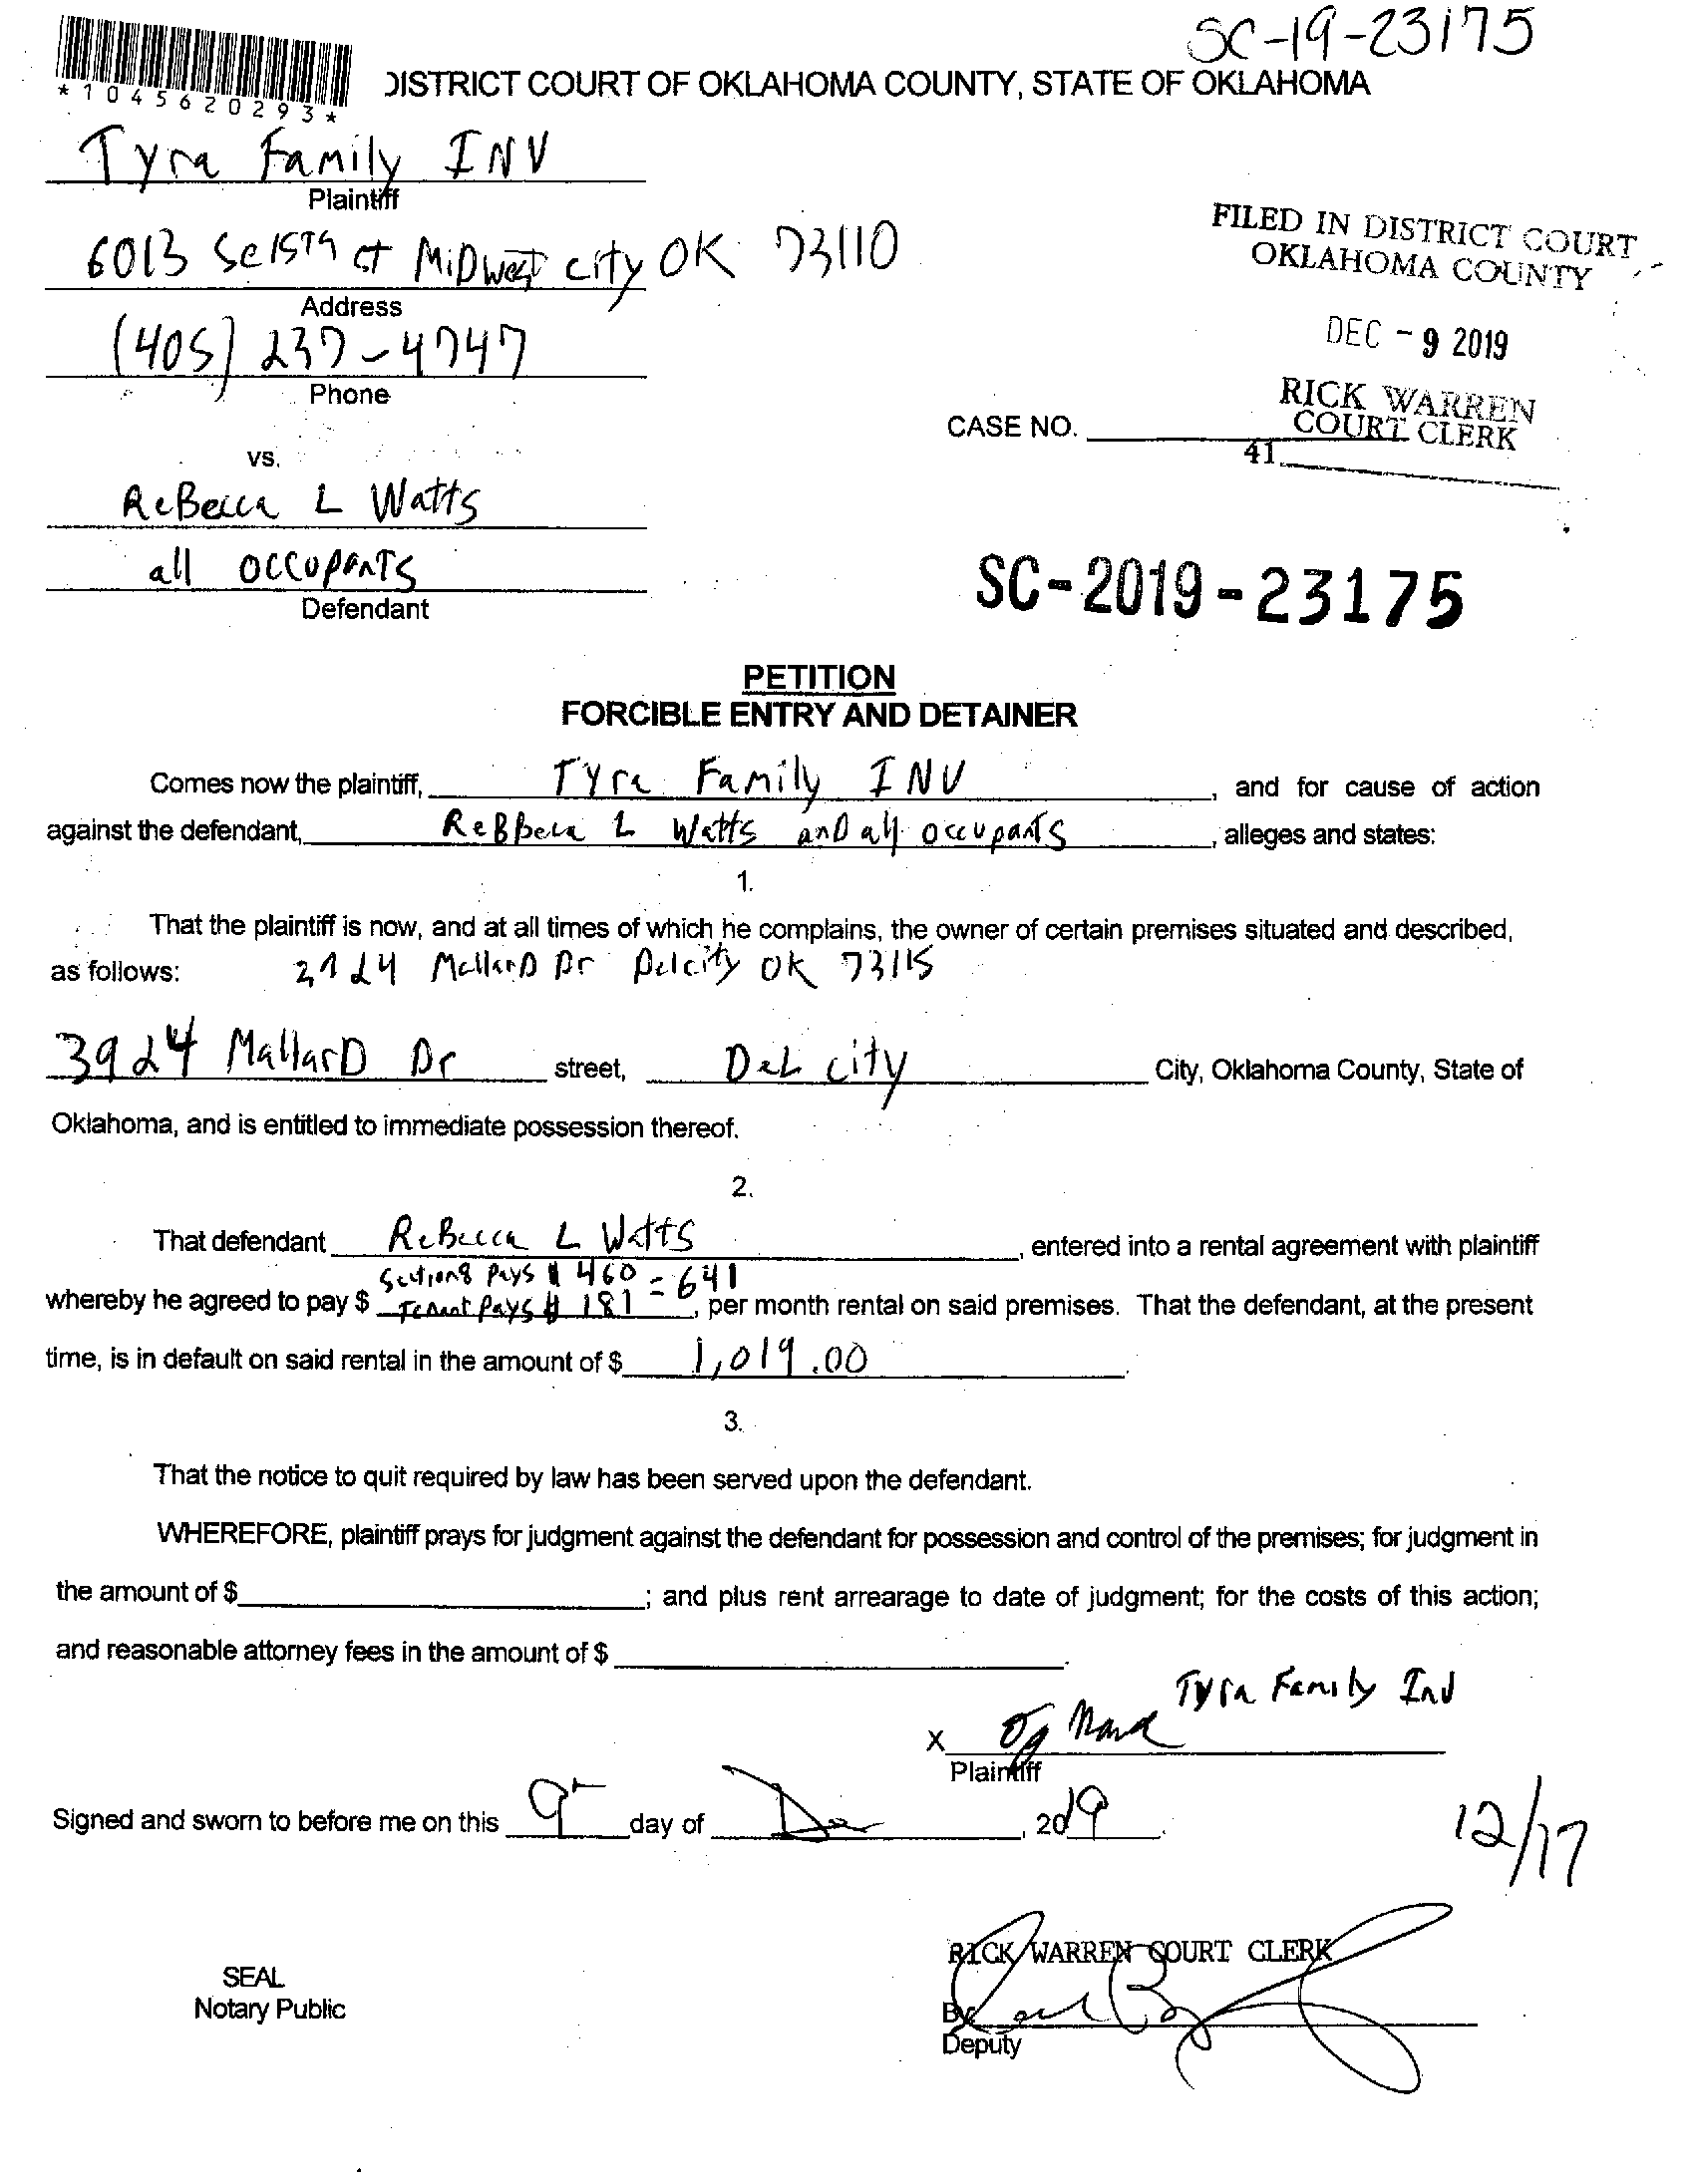 SC-19-23175
*1045620293*
DISTRICT COURT OF OKLAHOMA COUNTY, STATE OF OKLAHOMA
Tyra Family INV
Plaintiff
6013 Se 15Th ct MiDwest city OK 73110
Address
(405) 237-4747
Phone
FILED IN DISTRICT COURT
OKLAHOMA COUNTY
DEC - 9 2019
RICK WARREN
COURT CLERK
41
CASE NO.
vs.
ReBecca L Watts
all occupanTs
Defendant
SC-2019-23175
PETITION
FORCIBLE ENTRY AND DETAINER
Comes now the plaintiff, Tyra Family INV, and for cause of action
against the defendant, ReBbeca L Watts anD all occupants, alleges and states:
1.
That the plaintiff is now, and at all times of which he complains, the owner of certain premises situated and described,
as follows: MallarD Dr Delcity OK 73115
3924 MallarD Dr street, DeL city City, Oklahoma County, State of
Oklahoma, and is entitled to immediate possession thereof.
2.
That defendant ReBecca L Watts, entered into a rental agreement with plaintiff
Section8 Pays $ 460 = 641
whereby he agreed to pay $ Tenant Pays $ 181, per month rental on said premises. That the defendant, at the present
time, is in default on said rental in the amount of $ 1,019.00.
3.
That the notice to quit required by law has been served upon the defendant.
WHEREFORE, plaintiff prays for judgment against the defendant for possession and control of the premises; for judgment in
the amount of $ ; and plus rent arrearage to date of judgment; for the costs of this action;
and reasonable attorney fees in the amount of $ .
Tyra Family Inv
X
Plaintiff
Signed and sworn to before me on this 9th day of Dec, 2019
12/17
RICK WARREN COURT CLERK
SEAL
Notary Public
By
Deputy